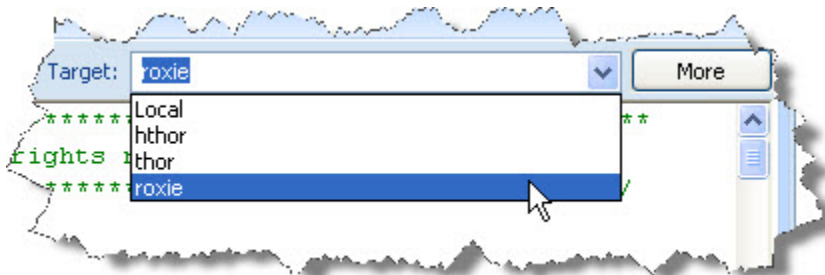 Target: roxie More
Local
******** **
hthor
rights
thor
******** /
roxie